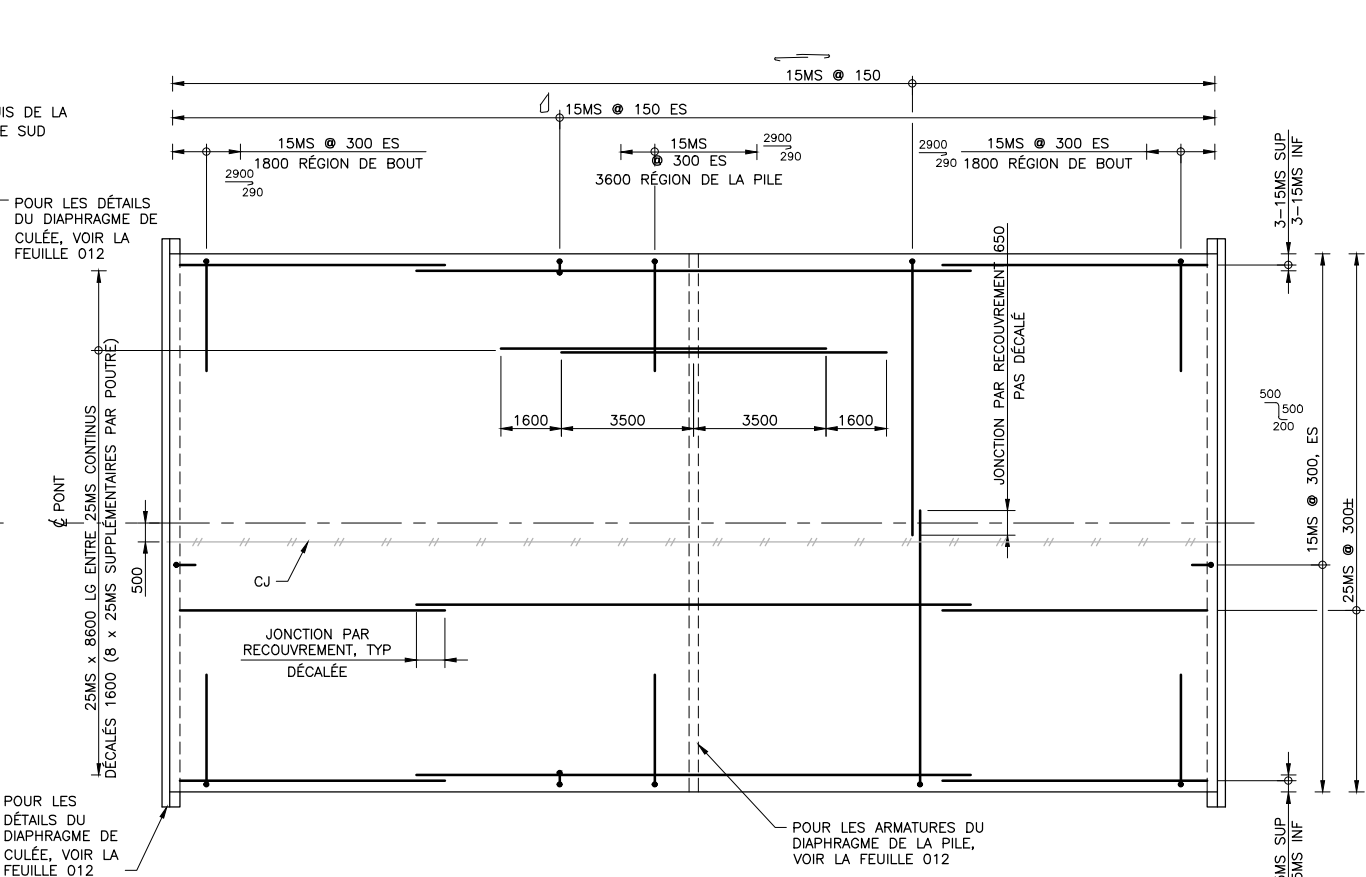 15MS @ 150
IS DE LA
E SUD
15MS @ 150 ES
15MS @ 300 ES
1800 RÉGION DE BOUT
2900
290
15MS
@ 300 ES
3600 RÉGION DE LA PILE
2900
290
2900
290
15MS @ 300 ES
1800 RÉGION DE BOUT
3-15MS SUP
3-15MS INF
POUR LES DÉTAILS
DU DIAPHRAGME DE
CULÉE, VOIR LA
FEUILLE 012
JONCTION PAR RECOUVREMENT 650
PAS DÉCALÉ
25MS x 8600 LG ENTRE 25MS CONTINUS
DÉCALÉS 1600 (8 x 25MS SUPPLÉMENTAIRES PAR POUTRE)
1600
3500
3500
1600
500
500
200
15MS @ 300, ES
25MS @ 300±
℄ PONT
500
CJ
JONCTION PAR
RECOUVREMENT, TYP
DÉCALÉE
POUR LES
DÉTAILS DU
DIAPHRAGME DE
CULÉE, VOIR LA
FEUILLE 012
POUR LES ARMATURES DU
DIAPHRAGME DE LA PILE,
VOIR LA FEUILLE 012
5MS SUP
5MS INF